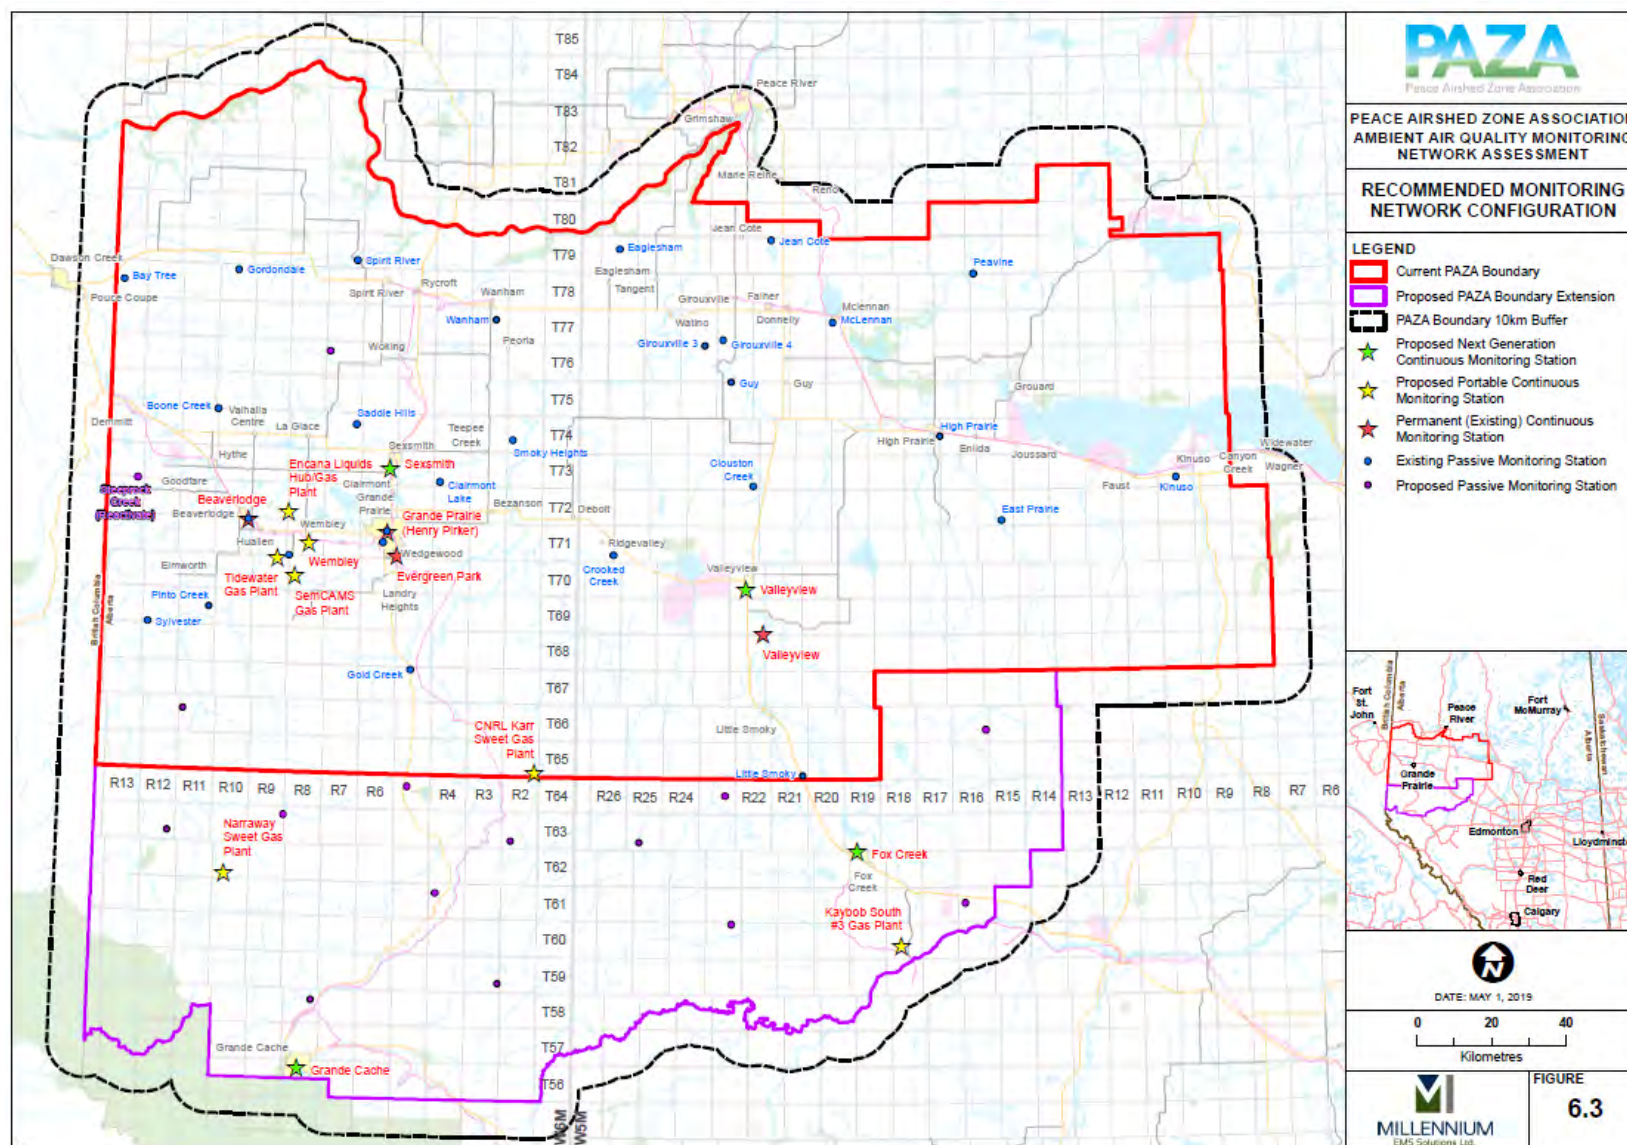 T85
T84
T83
T82
T81
T80
T79
T78
T77
T76
T75
T74
T73
T72
T71
T70
T69
T68
T67
T66
T65
T64
T63
T62
T61
T60
T59
T58
T57
T56
W6M
W5M
R13
R12
R11
R10
R9
R8
R7
R6
R4
R3
R2
R26
R25
R24
R22
R21
R20
R19
R18
R17
R16
R15
R14
R13
R12
R11
R10
R9
R8
R7
R6
Peace River
Grimshaw
Marie Reine
Reno
Jean Cote
Jean Cote
Eaglesham
Eaglesham
Tangent
Dawson Creek
Bay Tree
Pouce Coupe
Gordondale
Spirit River
Spirit River
Rycroft
Wanham
Wanham
Peoria
Woking
Girouxville
Falher
Donnelly
Watino
Girouxville 3
Girouxville 4
Mclennan
McLennan
Peavine
Guy
Guy
Grouard
Boone Creek
Valhalla
Centre
La Glace
Saddle Hills
Demmitt
Hythe
Sexsmith
Teepee
Creek
Smoky Heights
High Prairie
High Prairie
Enilda
Joussard
Faust
Kinuso
Kinuso
Canyon
Creek
Widewater
Wagner
Goodfare
Steeprock
Creek
(Reactivate)
Encana Liquids
Hub/Gas
Plant
Sexsmith
Clairmont
Clairmont
Lake
Grande
Prairie
Beaverlodge
Beaverlodge
Wembley
Grande Prairie
(Henry Pirker)
Bezanson
Debolt
Clouston
Creek
East Prairie
Huallen
Wembley
Wedgewood
Evergreen Park
Elmworth
Tidewater
Gas Plant
SemCAMS
Gas Plant
Landry
Heights
Ridgevalley
Crooked
Creek
Valleyview
Valleyview
Valleyview
Pinto Creek
Sylvester
British Columbia
Alberta
Gold Creek
CNRL Karr
Sweet Gas
Plant
Little Smoky
Little Smoky
Narraway
Sweet Gas
Plant
Fox Creek
Fox
Creek
Kaybob South
#3 Gas Plant
Grande Cache
Grande Cache
PAZA
Peace Airshed Zone Association
PEACE AIRSHED ZONE ASSOCIATION
AMBIENT AIR QUALITY MONITORING
NETWORK ASSESSMENT
RECOMMENDED MONITORING
NETWORK CONFIGURATION
LEGEND
Current PAZA Boundary
Proposed PAZA Boundary Extension
PAZA Boundary 10km Buffer
Proposed Next Generation
Continuous Monitoring Station
Proposed Portable Continuous
Monitoring Station
Permanent (Existing) Continuous
Monitoring Station
Existing Passive Monitoring Station
Proposed Passive Monitoring Station
Fort
St.
John
British Columbia
Alberta
Peace
River
Fort
McMurray
Saskatchewan
Alberta
Grande
Prairie
Edmonton
Lloydminst
Red
Deer
Calgary
N
DATE: MAY 1, 2019
0 20 40
Kilometres
MILLENNIUM
EMS Solutions Ltd.
FIGURE
6.3